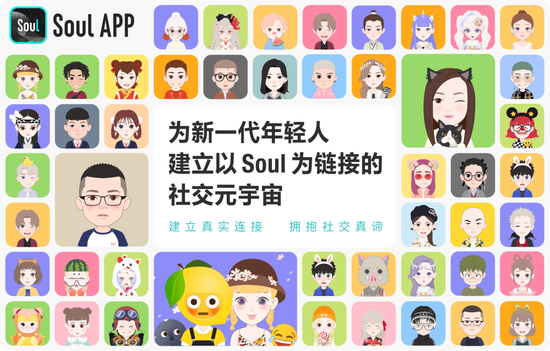 Soul
Soul APP
为新一代年轻人
建立以 Soul 为链接的
社交元宇宙
建立真实连接 拥抱社交真谛